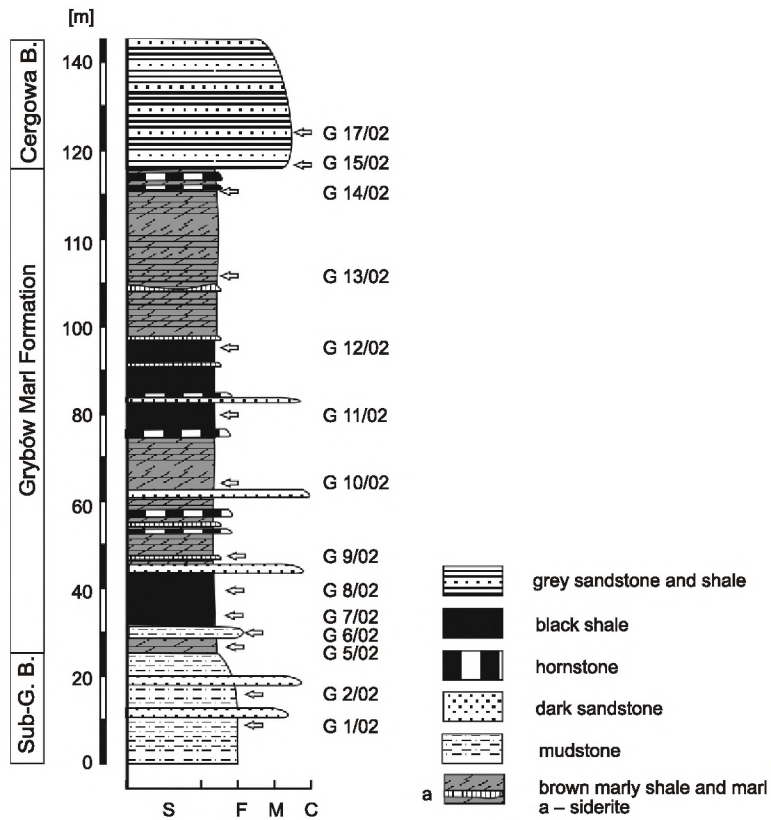 [m]
Cergowa B.
Grybów Marl Formation
Sub-G. B.
140
120
110
100
80
60
40
20
0
G 17/02
G 15/02
G 14/02
G 13/02
G 12/02
G 11/02
G 10/02
G 9/02
G 8/02
G 7/02
G 6/02
G 5/02
G 2/02
G 1/02
S F M C
grey sandstone and shale
black shale
hornstone
dark sandstone
mudstone
a brown marly shale and marl
a – siderite